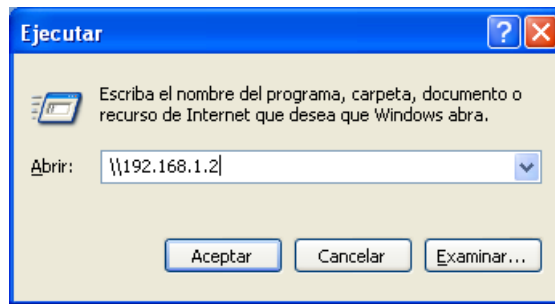 Ejecutar
Escriba el nombre del programa, carpeta, documento o
recurso de Internet que desea que Windows abra.
Abrir: \\192.168.1.2
Aceptar Cancelar Examinar...